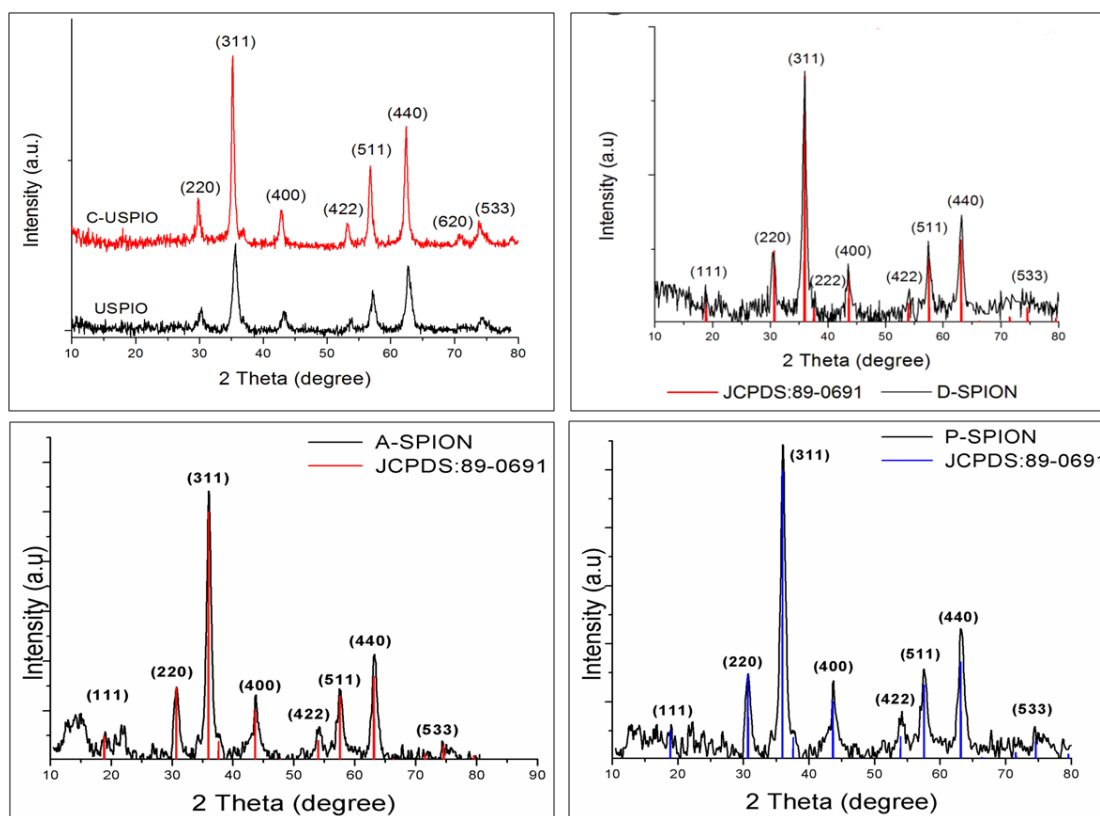 Intensity (a.u.)
(311)
(440)
(511)
(220)
(400)
(422)
(620)
(533)
C-USPIO
USPIO
10 20 30 40 50 60 70 80
2 Theta (degree)
Intensity (a.u)
(311)
(440)
(511)
(220)
(400)
(111)
(222)
(422)
(533)
10 20 30 40 50 60 70 80
2 Theta (degree)
JCPDS:89-0691 D-SPION
A-SPION
JCPDS:89-0691
Intensity (a.u)
(311)
(440)
(220)
(511)
(111)
(400)
(422)
(533)
10 20 30 40 50 60 70 80 90
2 Theta (degree)
P-SPION
JCPDS:89-0691
Intensity (a.u)
(311)
(440)
(511)
(220)
(400)
(422)
(111)
(533)
10 20 30 40 50 60 70 80
2 Theta (degree)